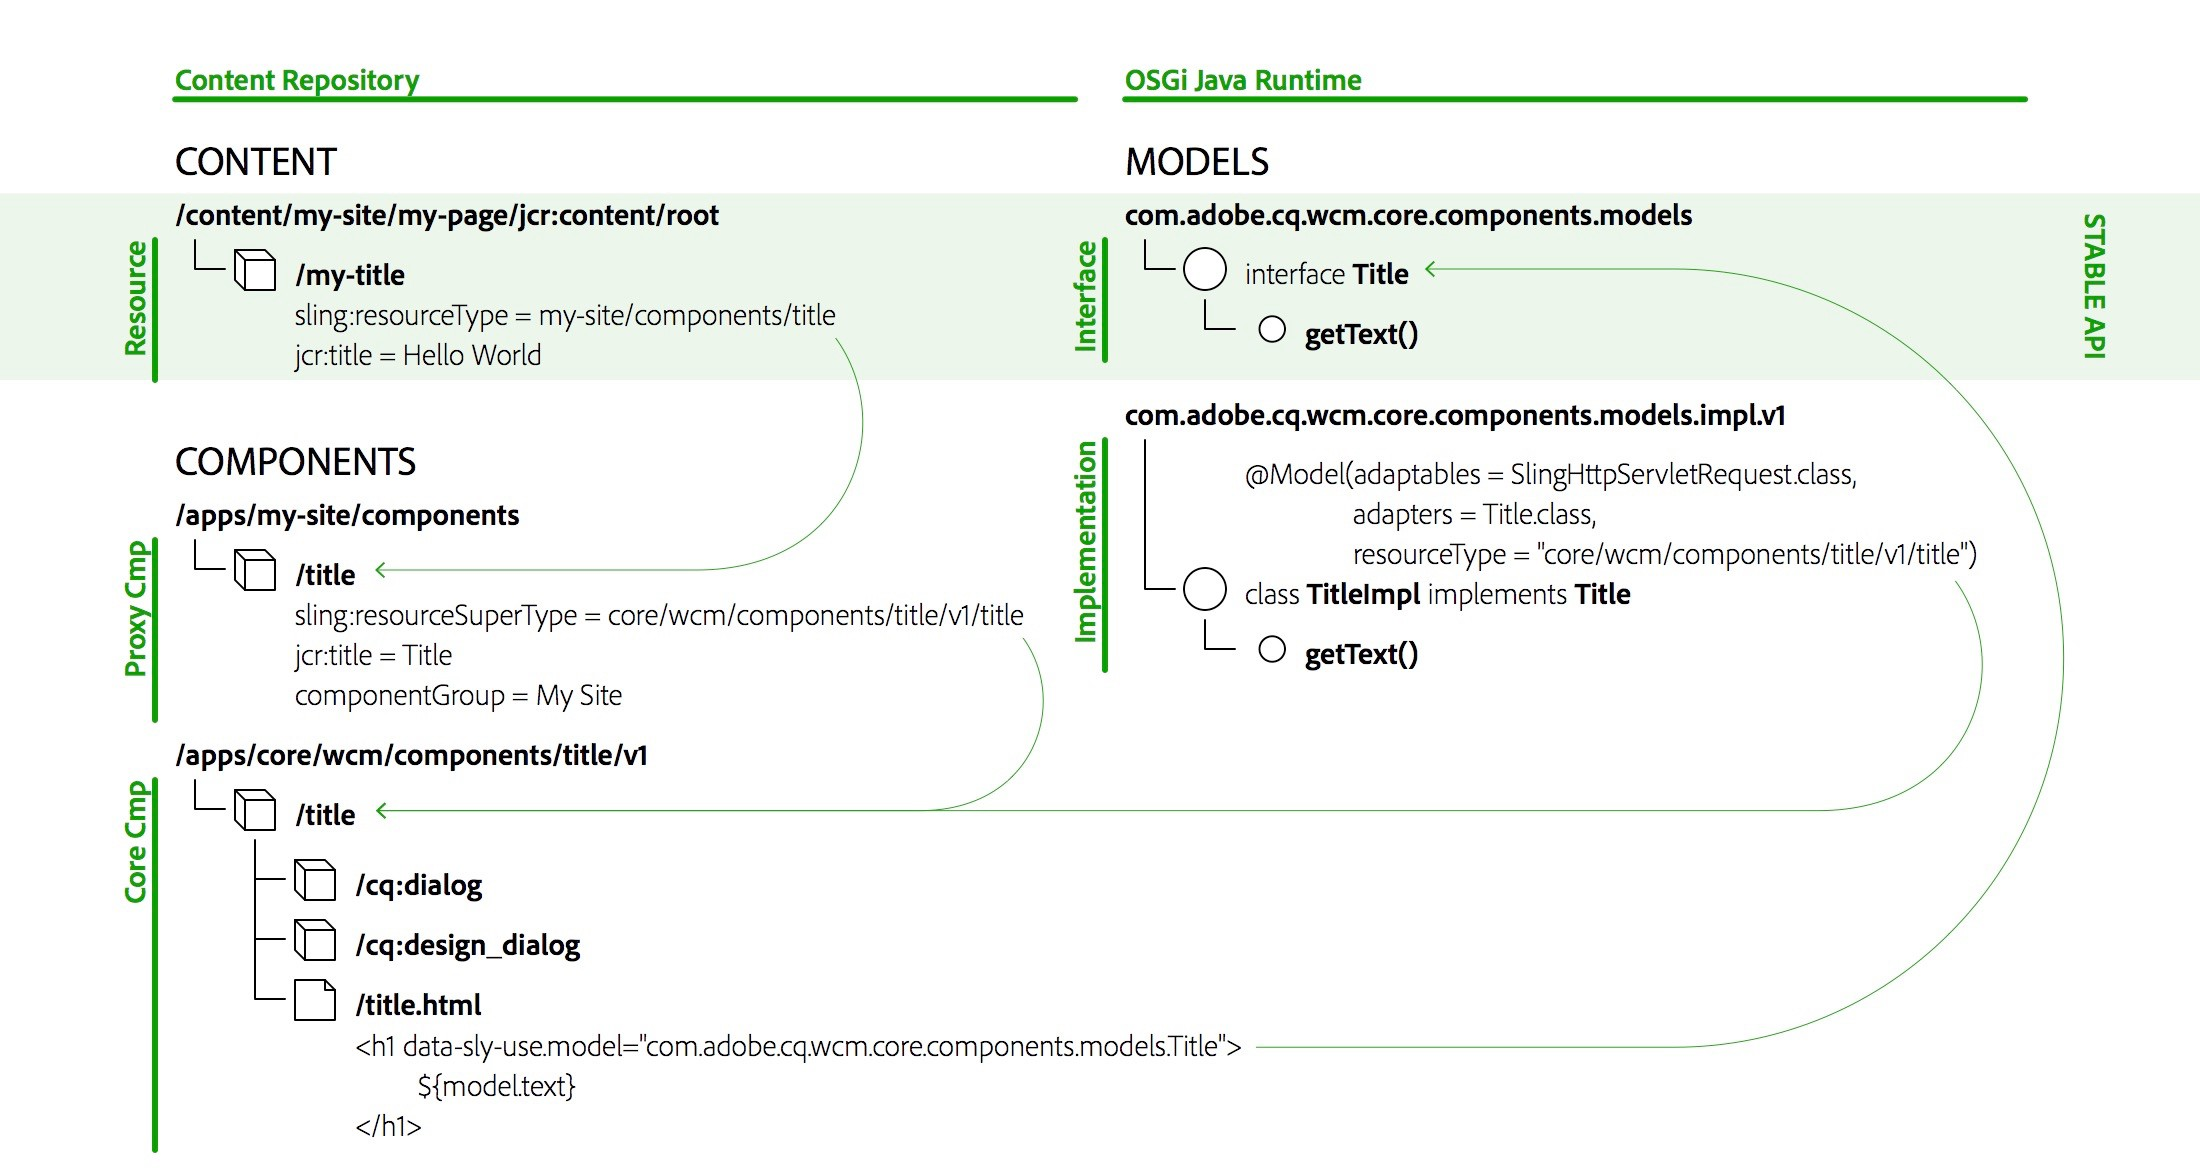 Content Repository
CONTENT
/content/my-site/my-page/jcr:content/root
Resource
/my-title
sling:resourceType = my-site/components/title
jcr:title = Hello World
COMPONENTS
/apps/my-site/components
Proxy Cmp
/title
sling:resourceSuperType = core/wcm/components/title/v1/title
jcr:title = Title
componentGroup = My Site
/apps/core/wcm/components/title/v1
Core Cmp
/title
/cq:dialog
/cq:design_dialog
/title.html
<h1 data-sly-use.model="com.adobe.cq.wcm.core.components.models.Title">
${model.text}
</h1>
OSGi Java Runtime
MODELS
com.adobe.cq.wcm.core.components.models
Interface
interface Title
getText()
STABLE API
com.adobe.cq.wcm.core.components.models.impl.v1
Implementation
@Model(adaptables = SlingHttpServletRequest.class,
adapters = Title.class,
resourceType = "core/wcm/components/title/v1/title")
class TitleImpl implements Title
getText()